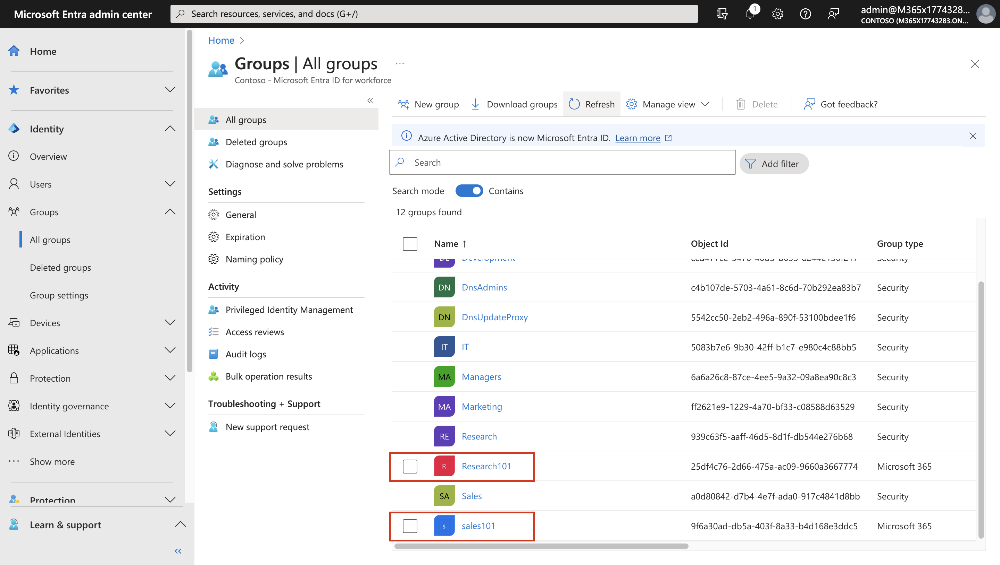 Microsoft Entra admin center
Search resources, services, and docs (G+/)
1
admin@M365x1774328...
CONTOSO (M365X17743283.ON...
Home
Favorites
Identity
Overview
Users
Groups
All groups
Deleted groups
Group settings
Devices
Applications
Protection
Identity governance
External Identities
Show more
Protection
Learn & support
Home
Groups | All groups
Contoso - Microsoft Entra ID for workforce
All groups
Deleted groups
Diagnose and solve problems
Settings
General
Expiration
Naming policy
Activity
Privileged Identity Management
Access reviews
Audit logs
Bulk operation results
Troubleshooting + Support
New support request
New group Download groups Refresh Manage view Delete Got feedback?
Azure Active Directory is now Microsoft Entra ID. Learn more
Search
Add filter
Search mode Contains
12 groups found
Name ↑ Object Id Group type
Development Security
DN DnsAdmins c4b107de-5703-4a61-8c6d-70b292ea83b7 Security
DN DnsUpdateProxy 5542cc50-2eb2-496a-890f-53100bdee1f6 Security
IT IT 5083b7e6-9b30-42ff-b1c7-e980c4c88bb5 Security
MA Managers 6a6a26c8-87ce-4ee5-9a32-09a8ea90c8c3 Security
MA Marketing ff2621e9-1229-4a70-bf33-c08588d63529 Security
RE Research 939c63f5-aaff-46d5-8d1f-db544e276b68 Security
R Research101 25df4c76-2d66-475a-ac09-9660a3667774 Microsoft 365
SA Sales a0d80842-d7b4-4e7f-ada0-917c4841d8bb Security
s sales101 9f6a30ad-db5a-403f-8a33-b4d168e3ddc5 Microsoft 365